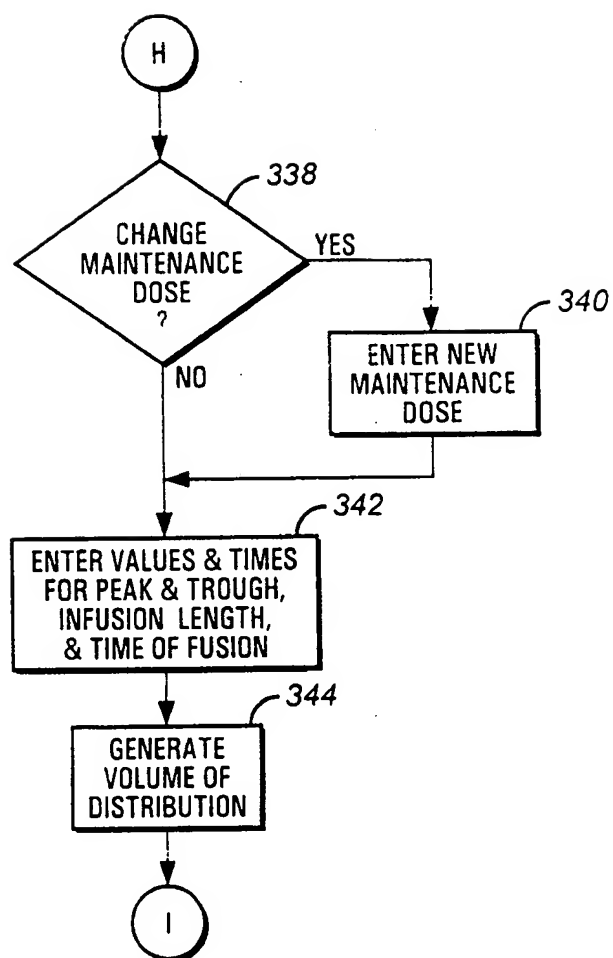 H
338
CHANGE
MAINTENANCE
DOSE
?
YES
NO
340
ENTER NEW
MAINTENANCE
DOSE
342
ENTER VALUES & TIMES
FOR PEAK & TROUGH,
INFUSION LENGTH,
& TIME OF FUSION
344
GENERATE
VOLUME OF
DISTRIBUTION
I